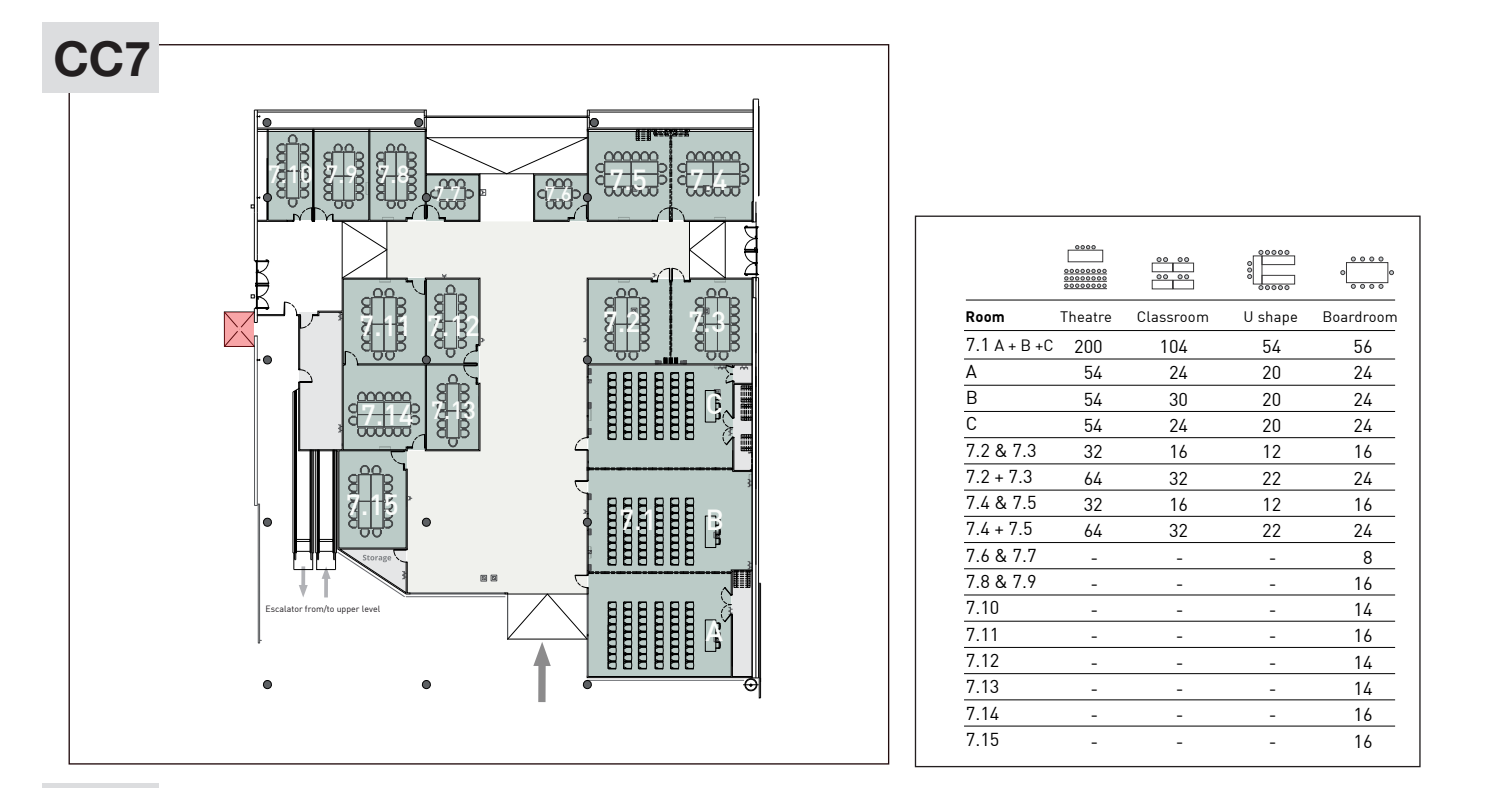 CC7
7.10 7.9 7.8 7.7 7.6 7.5 7.4
7.11 7.12 7.2 7.3
7.14 7.13 C
7.15 7.1 B
Storage
Escalator from/to upper level
A
Room Theatre Classroom U shape Boardroom
7.1 A + B +C 200 104 54 56
A 54 24 20 24
B 54 30 20 24
C 54 24 20 24
7.2 & 7.3 32 16 12 16
7.2 + 7.3 64 32 22 24
7.4 & 7.5 32 16 12 16
7.4 + 7.5 64 32 22 24
7.6 & 7.7 - - - 8
7.8 & 7.9 - - - 16
7.10 - - - 14
7.11 - - - 16
7.12 - - - 14
7.13 - - - 14
7.14 - - - 16
7.15 - - - 16